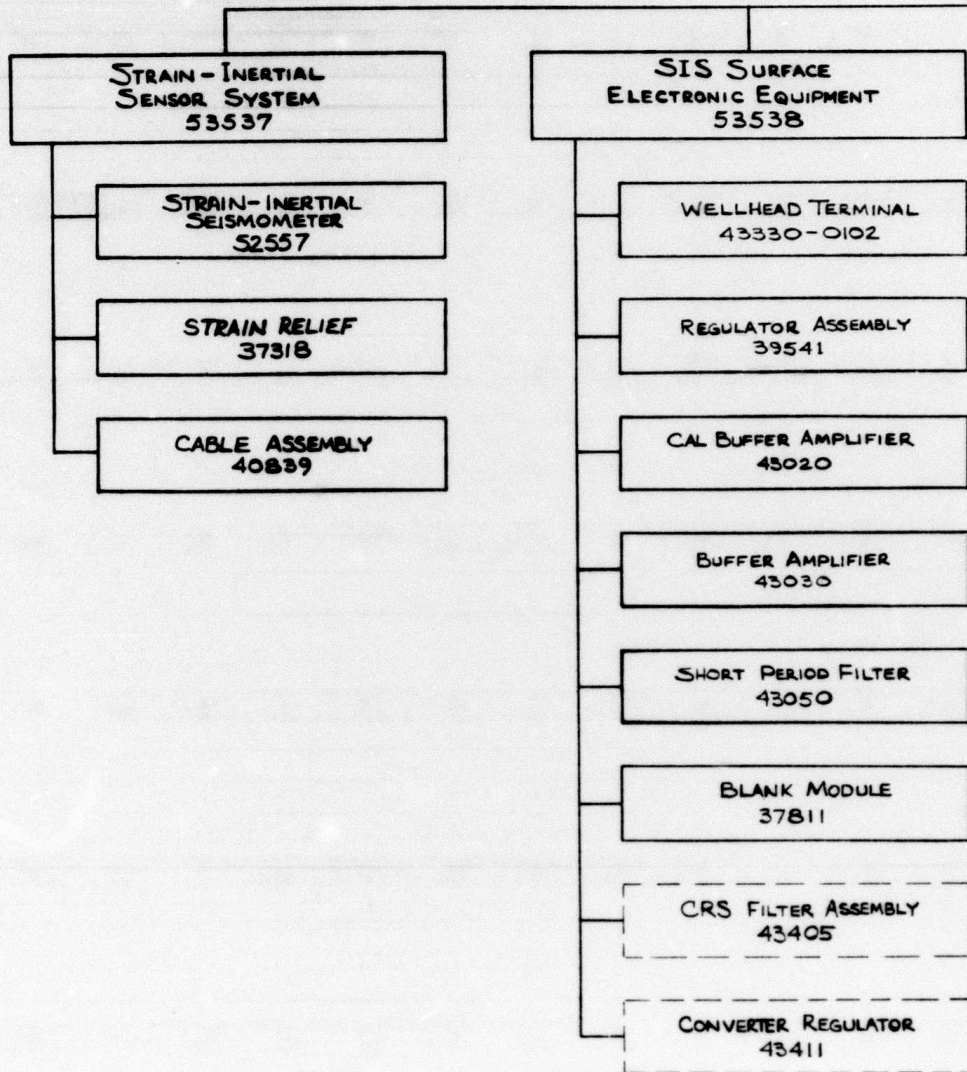 STRAIN-INERTIAL
SENSOR SYSTEM
53537
STRAIN-INERTIAL
SEISMOMETER
52557
STRAIN RELIEF
37318
CABLE ASSEMBLY
40839
SIS SURFACE
ELECTRONIC EQUIPMENT
53538
WELLHEAD TERMINAL
43330-0102
REGULATOR ASSEMBLY
39541
CAL BUFFER AMPLIFIER
43020
BUFFER AMPLIFIER
43030
SHORT PERIOD FILTER
43050
BLANK MODULE
37811
CRS FILTER ASSEMBLY
43405
CONVERTER REGULATOR
43411